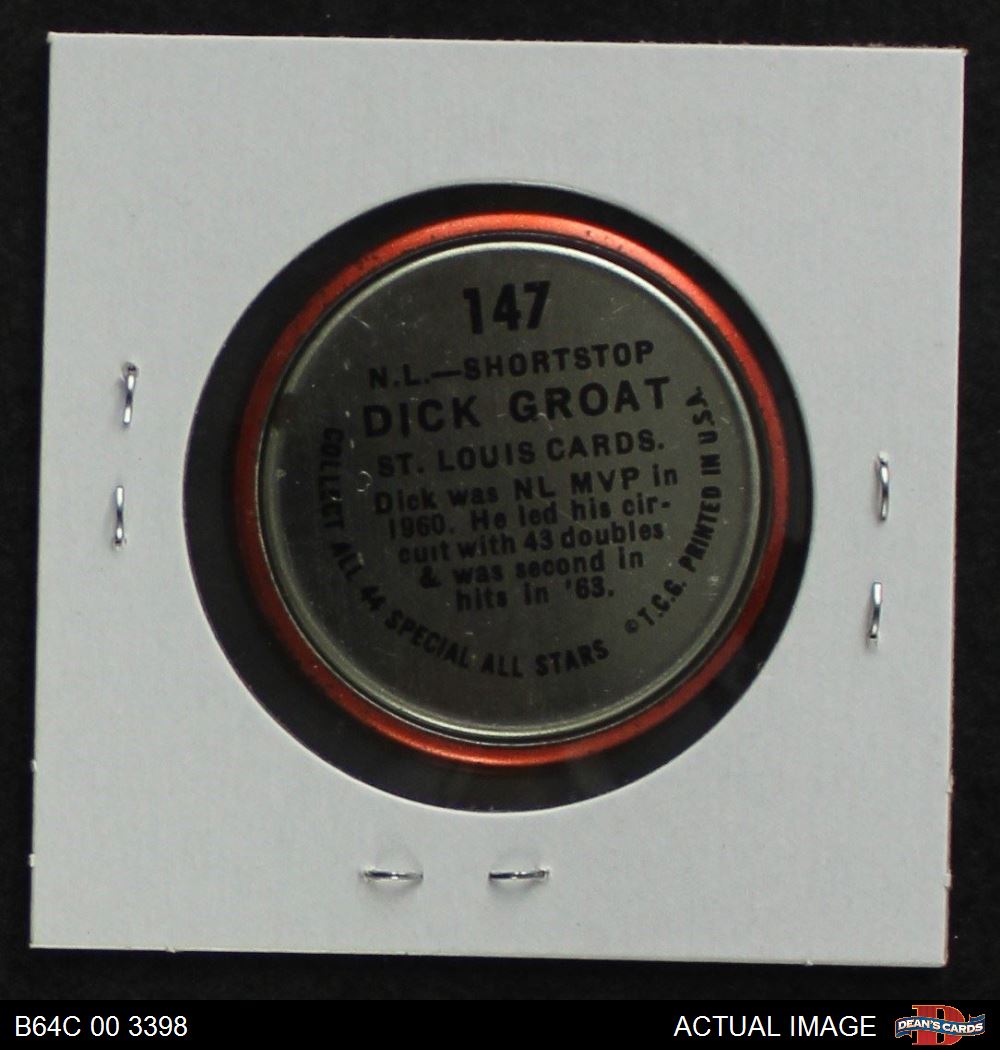 147
N.L.—SHORTSTOP
DICK GROAT
ST. LOUIS CARDS.
Dick was NL MVP in
1960. He led his cir-
cuit with 43 doubles
& was second in
hits in '63.
COLLECT ALL 44 SPECIAL ALL STARS
©T.C.G. PRINTED IN U.S.A.
B64C 00 3398
ACTUAL IMAGE
DEAN'S CARDS